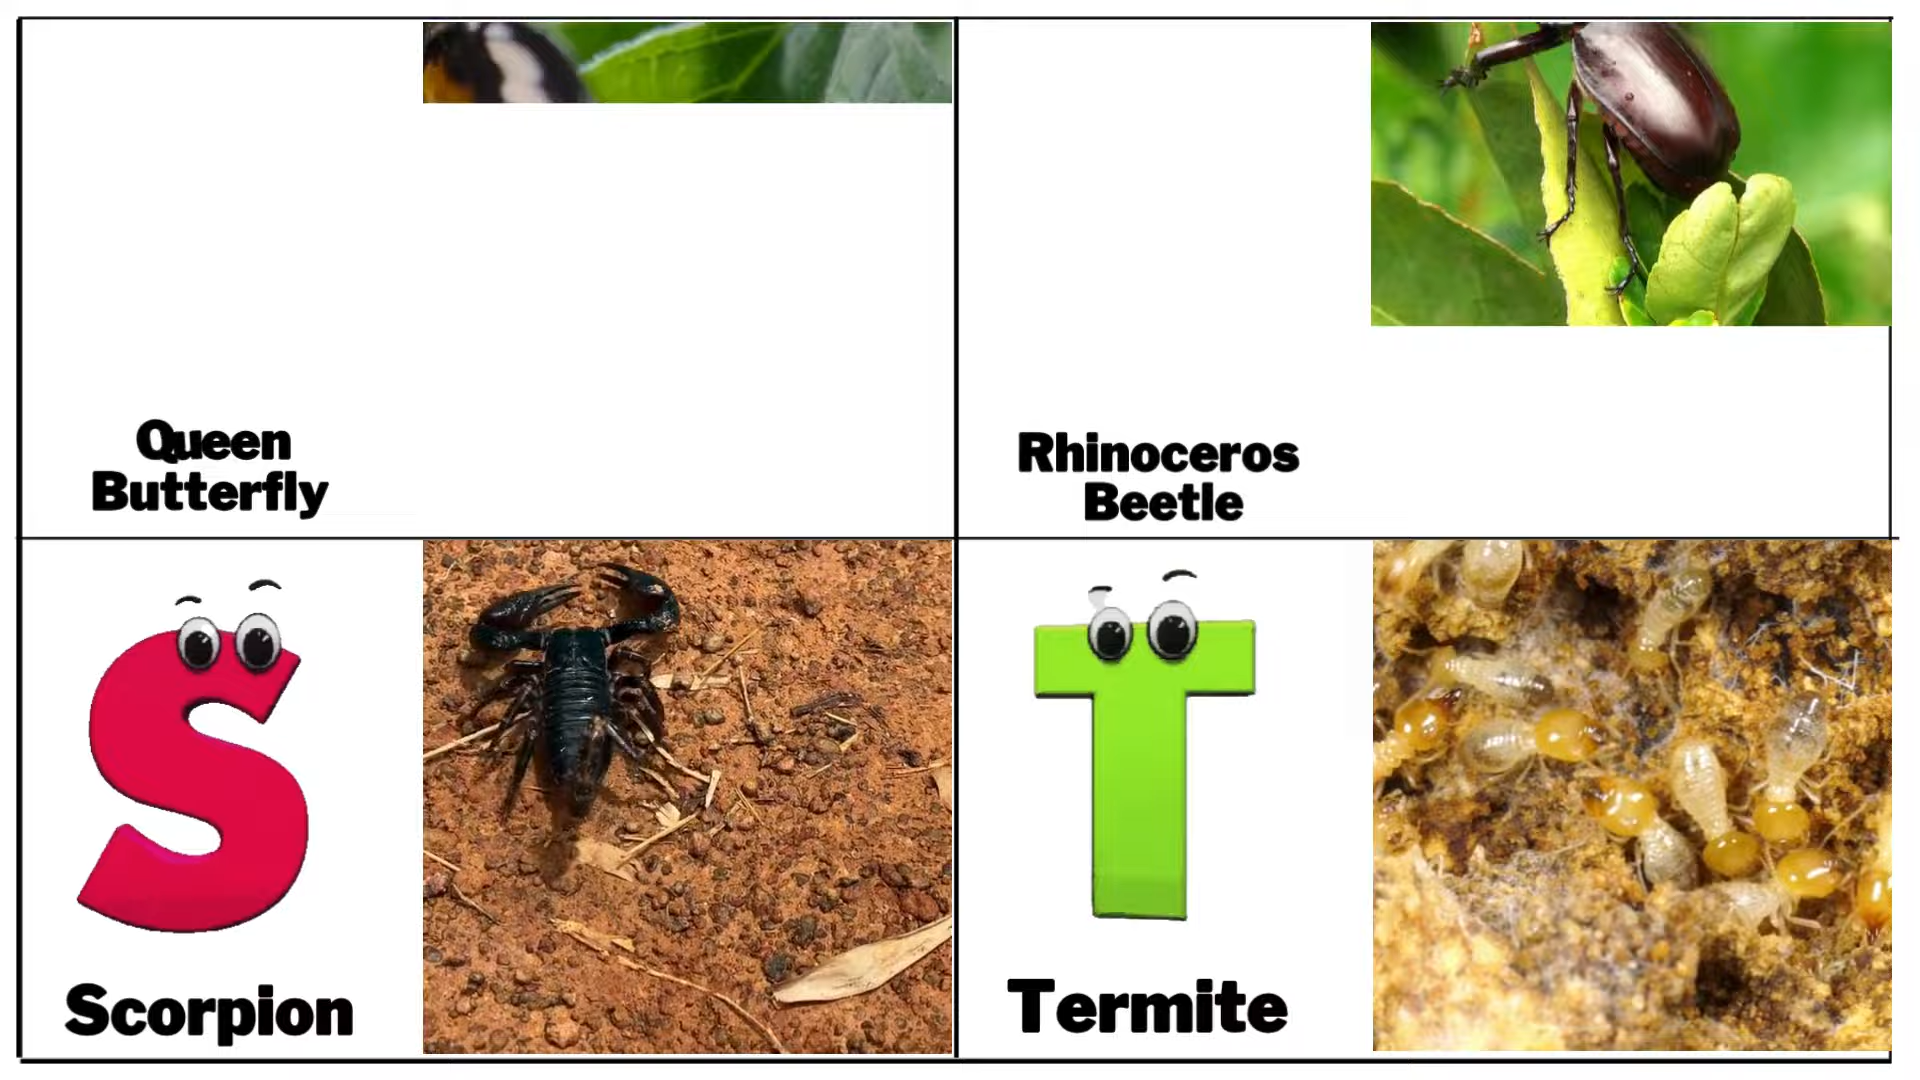 Queen
Butterfly
Rhinoceros
Beetle
S
Scorpion
T
Termite